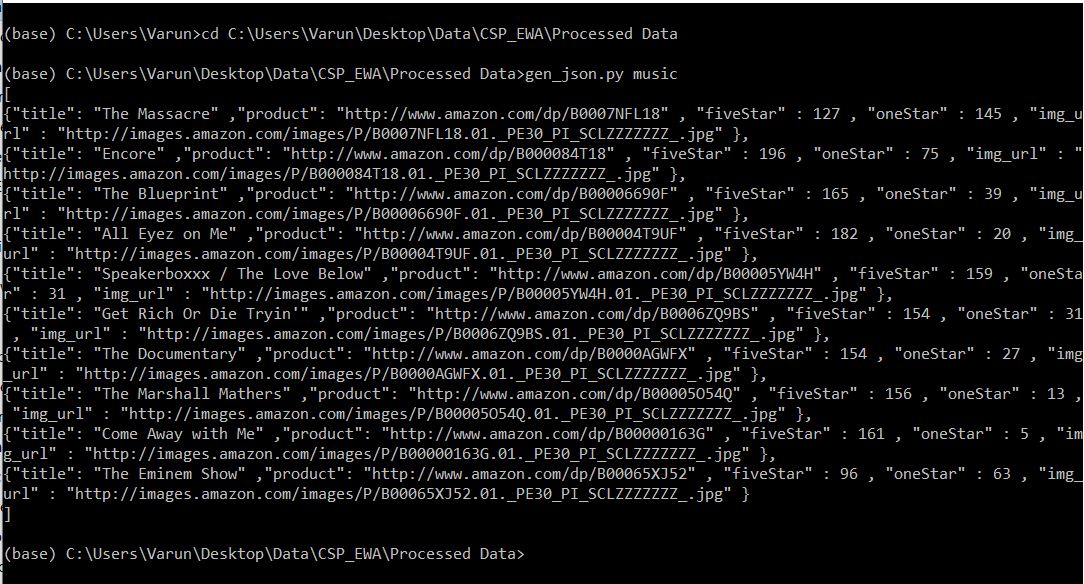 (base) C:\Users\Varun>cd C:\Users\Varun\Desktop\Data\CSP_EWA\Processed Data
(base) C:\Users\Varun\Desktop\Data\CSP_EWA\Processed Data>gen_json.py music
[
{"title": "The Massacre" ,"product": "http://www.amazon.com/dp/B0007NFL18" , "fiveStar" : 127 , "oneStar" : 145 , "img_u
rl" : "http://images.amazon.com/images/P/B0007NFL18.01._PE30_PI_SCLZZZZZZZ_.jpg" },
{"title": "Encore" ,"product": "http://www.amazon.com/dp/B000084T18" , "fiveStar" : 196 , "oneStar" : 75 , "img_url" : "
http://images.amazon.com/images/P/B000084T18.01._PE30_PI_SCLZZZZZZZ_.jpg" },
{"title": "The Blueprint" ,"product": "http://www.amazon.com/dp/B00006690F" , "fiveStar" : 165 , "oneStar" : 39 , "img_u
rl" : "http://images.amazon.com/images/P/B00006690F.01._PE30_PI_SCLZZZZZZZ_.jpg" },
{"title": "All Eyez on Me" ,"product": "http://www.amazon.com/dp/B00004T9UF" , "fiveStar" : 182 , "oneStar" : 20 , "img_
url" : "http://images.amazon.com/images/P/B00004T9UF.01._PE30_PI_SCLZZZZZZZ_.jpg" },
{"title": "Speakerboxxx / The Love Below" ,"product": "http://www.amazon.com/dp/B00005YW4H" , "fiveStar" : 159 , "oneSta
r" : 31 , "img_url" : "http://images.amazon.com/images/P/B00005YW4H.01._PE30_PI_SCLZZZZZZZ_.jpg" },
{"title": "Get Rich Or Die Tryin'" ,"product": "http://www.amazon.com/dp/B0006ZQ9BS" , "fiveStar" : 154 , "oneStar" : 31
 , "img_url" : "http://images.amazon.com/images/P/B0006ZQ9BS.01._PE30_PI_SCLZZZZZZZ_.jpg" },
{"title": "The Documentary" ,"product": "http://www.amazon.com/dp/B0000AGWFX" , "fiveStar" : 154 , "oneStar" : 27 , "img
_url" : "http://images.amazon.com/images/P/B0000AGWFX.01._PE30_PI_SCLZZZZZZZ_.jpg" },
{"title": "The Marshall Mathers" ,"product": "http://www.amazon.com/dp/B00005O54Q" , "fiveStar" : 156 , "oneStar" : 13 ,
 "img_url" : "http://images.amazon.com/images/P/B00005O54Q.01._PE30_PI_SCLZZZZZZZ_.jpg" },
{"title": "Come Away with Me" ,"product": "http://www.amazon.com/dp/B00000163G" , "fiveStar" : 161 , "oneStar" : 5 , "im
g_url" : "http://images.amazon.com/images/P/B00000163G.01._PE30_PI_SCLZZZZZZZ_.jpg" },
{"title": "The Eminem Show" ,"product": "http://www.amazon.com/dp/B00065XJ52" , "fiveStar" : 96 , "oneStar" : 63 , "img_
url" : "http://images.amazon.com/images/P/B00065XJ52.01._PE30_PI_SCLZZZZZZZ_.jpg" }
]
(base) C:\Users\Varun\Desktop\Data\CSP_EWA\Processed Data>